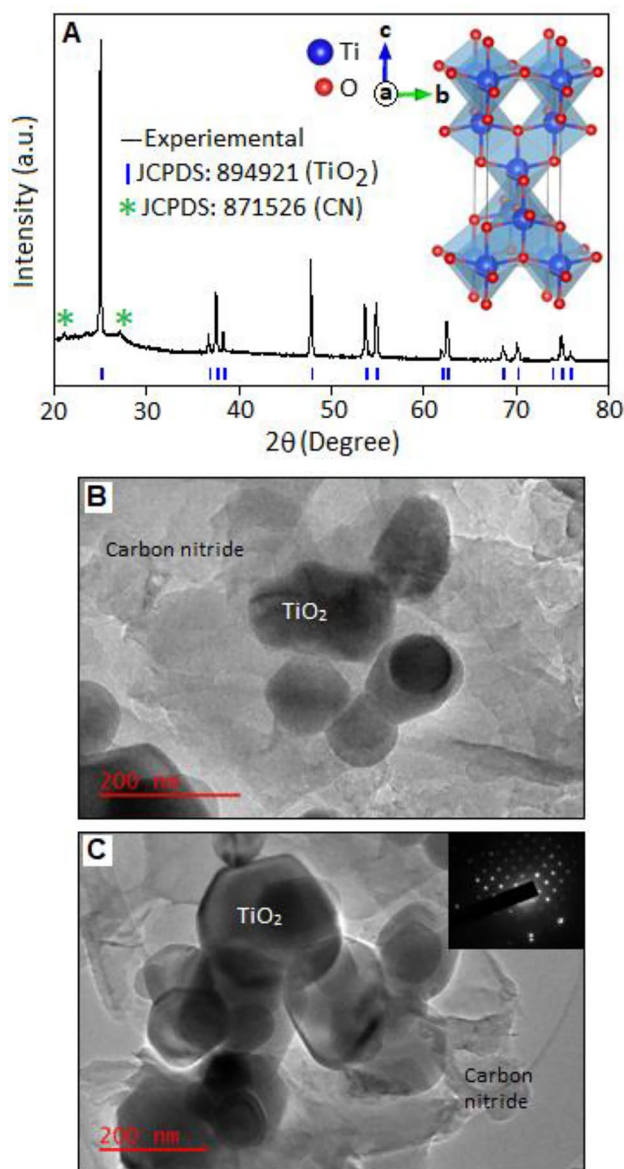 A
Ti
O
c
a
b
Experiemental
JCPDS: 894921 (TiO₂)
* JCPDS: 871526 (CN)
* *
Intensity (a.u.)
20 30 40 50 60 70 80
2θ (Degree)
B
Carbon nitride
TiO₂
200 nm
C
TiO₂
Carbon
nitride
200 nm